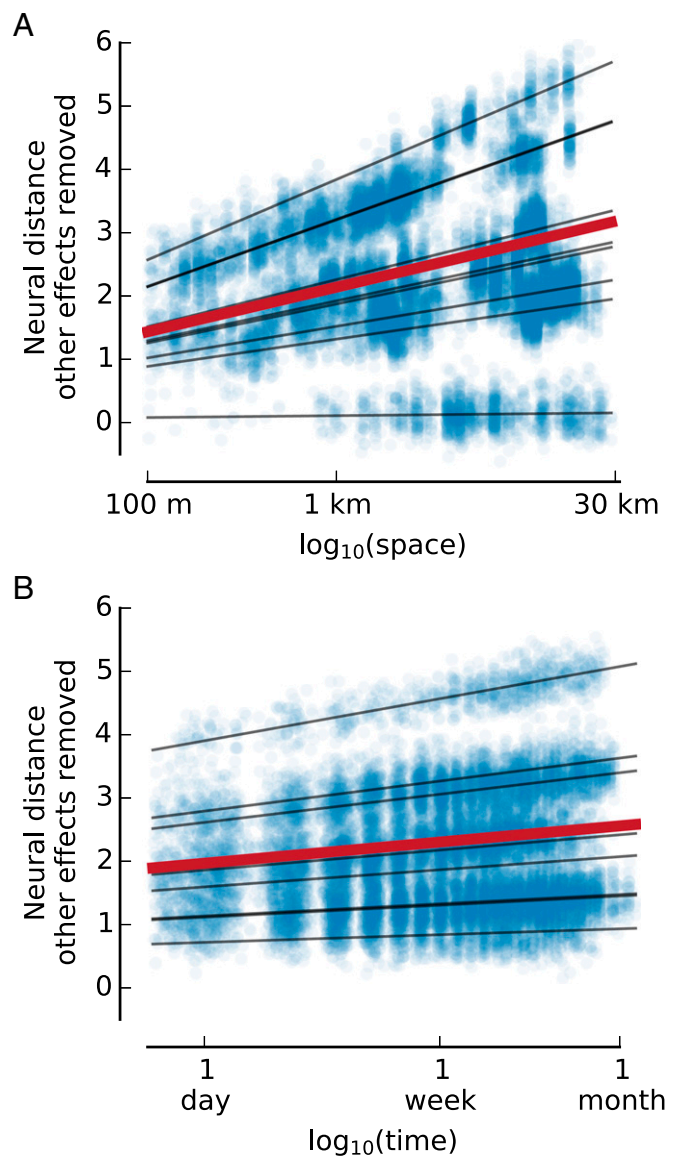 A
Neural distance
other effects removed
6
5
4
3
2
1
0
100 m 1 km 30 km
log₁₀(space)
B
Neural distance
other effects removed
6
5
4
3
2
1
0
1 1 1
day week month
log₁₀(time)